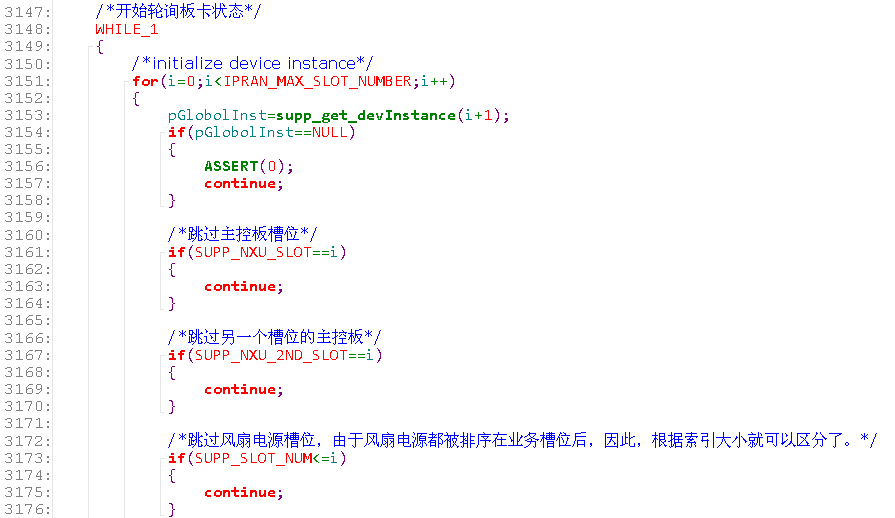 3147: /*开始轮询板卡状态*/
3148: WHILE_1
3149: {
3150: /*initialize device instance*/
3151: for(i=0;i<IPRAN_MAX_SLOT_NUMBER;i++)
3152: {
3153: pGlobolInst=supp_get_devInstance(i+1);
3154: if(pGlobolInst==NULL)
3155: {
3156: ASSERT(0);
3157: continue;
3158: }
3159:
3160: /*跳过主控板槽位*/
3161: if(SUPP_NXU_SLOT==i)
3162: {
3163: continue;
3164: }
3165:
3166: /*跳过另一个槽位的主控板*/
3167: if(SUPP_NXU_2ND_SLOT==i)
3168: {
3169: continue;
3170: }
3171:
3172: /*跳过风扇电源槽位，由于风扇电源都被排序在业务槽位后，因此，根据索引大小就可以区分了。*/
3173: if(SUPP_SLOT_NUM<=i)
3174: {
3175: continue;
3176: }